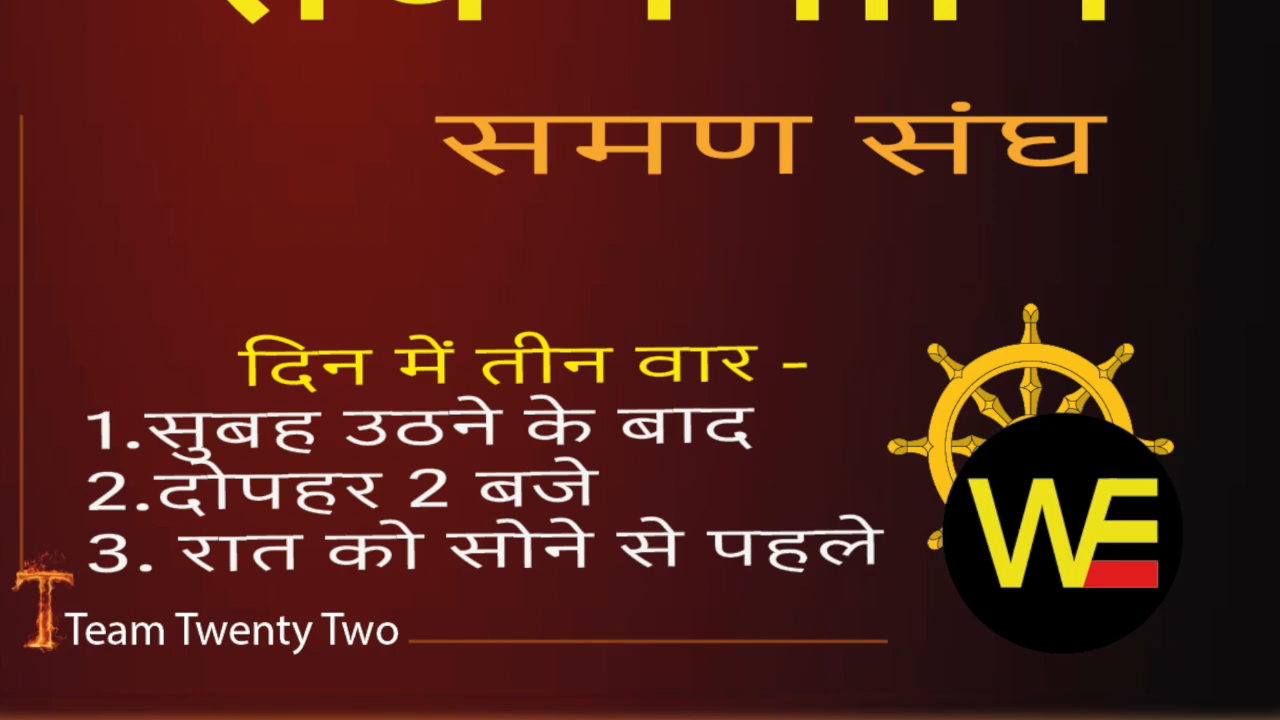 समण संघ
दिन में तीन वार -
1.सुबह उठने के बाद
2.दोपहर 2 बजे
3. रात को सोने से पहले
T
Team Twenty Two
WE